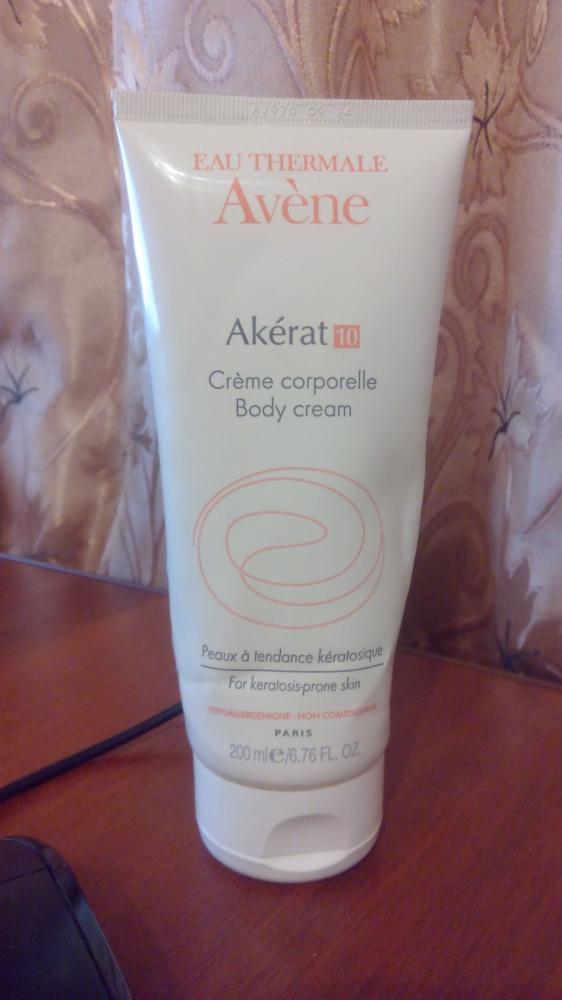 EAU THERMALE
Avène
Akérat 10
Crème corporelle
Body cream
Peaux à tendance kératosique
For keratosis-prone skin
HYPOALLERGENIQUE - NON COMEDOGENE
PARIS
200 ml e/6.76 FL. OZ.